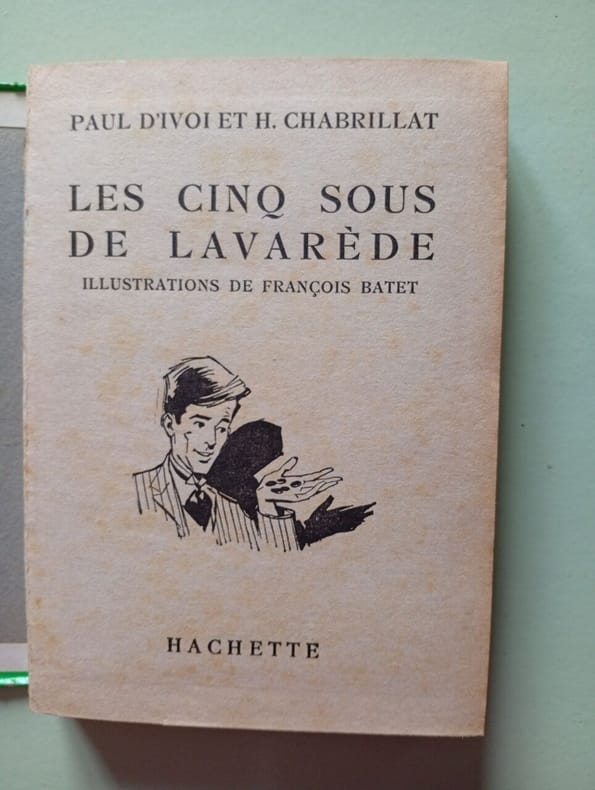 PAUL D'IVOI ET H. CHABRILLAT
LES CINQ SOUS
DE LAVARÈDE
ILLUSTRATIONS DE FRANÇOIS BATET
HACHETTE